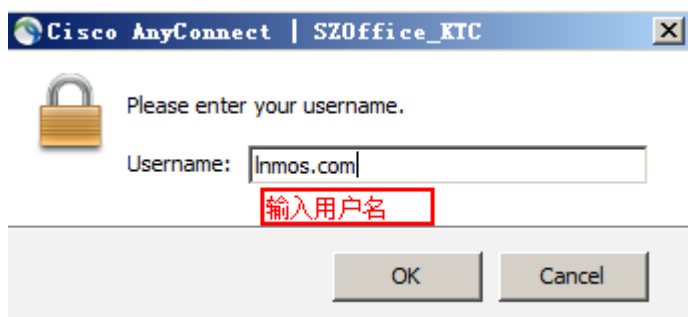 Cisco AnyConnect | SZOffice_KTC
Please enter your username.
Username: lnmos.com
输入用户名
OK Cancel